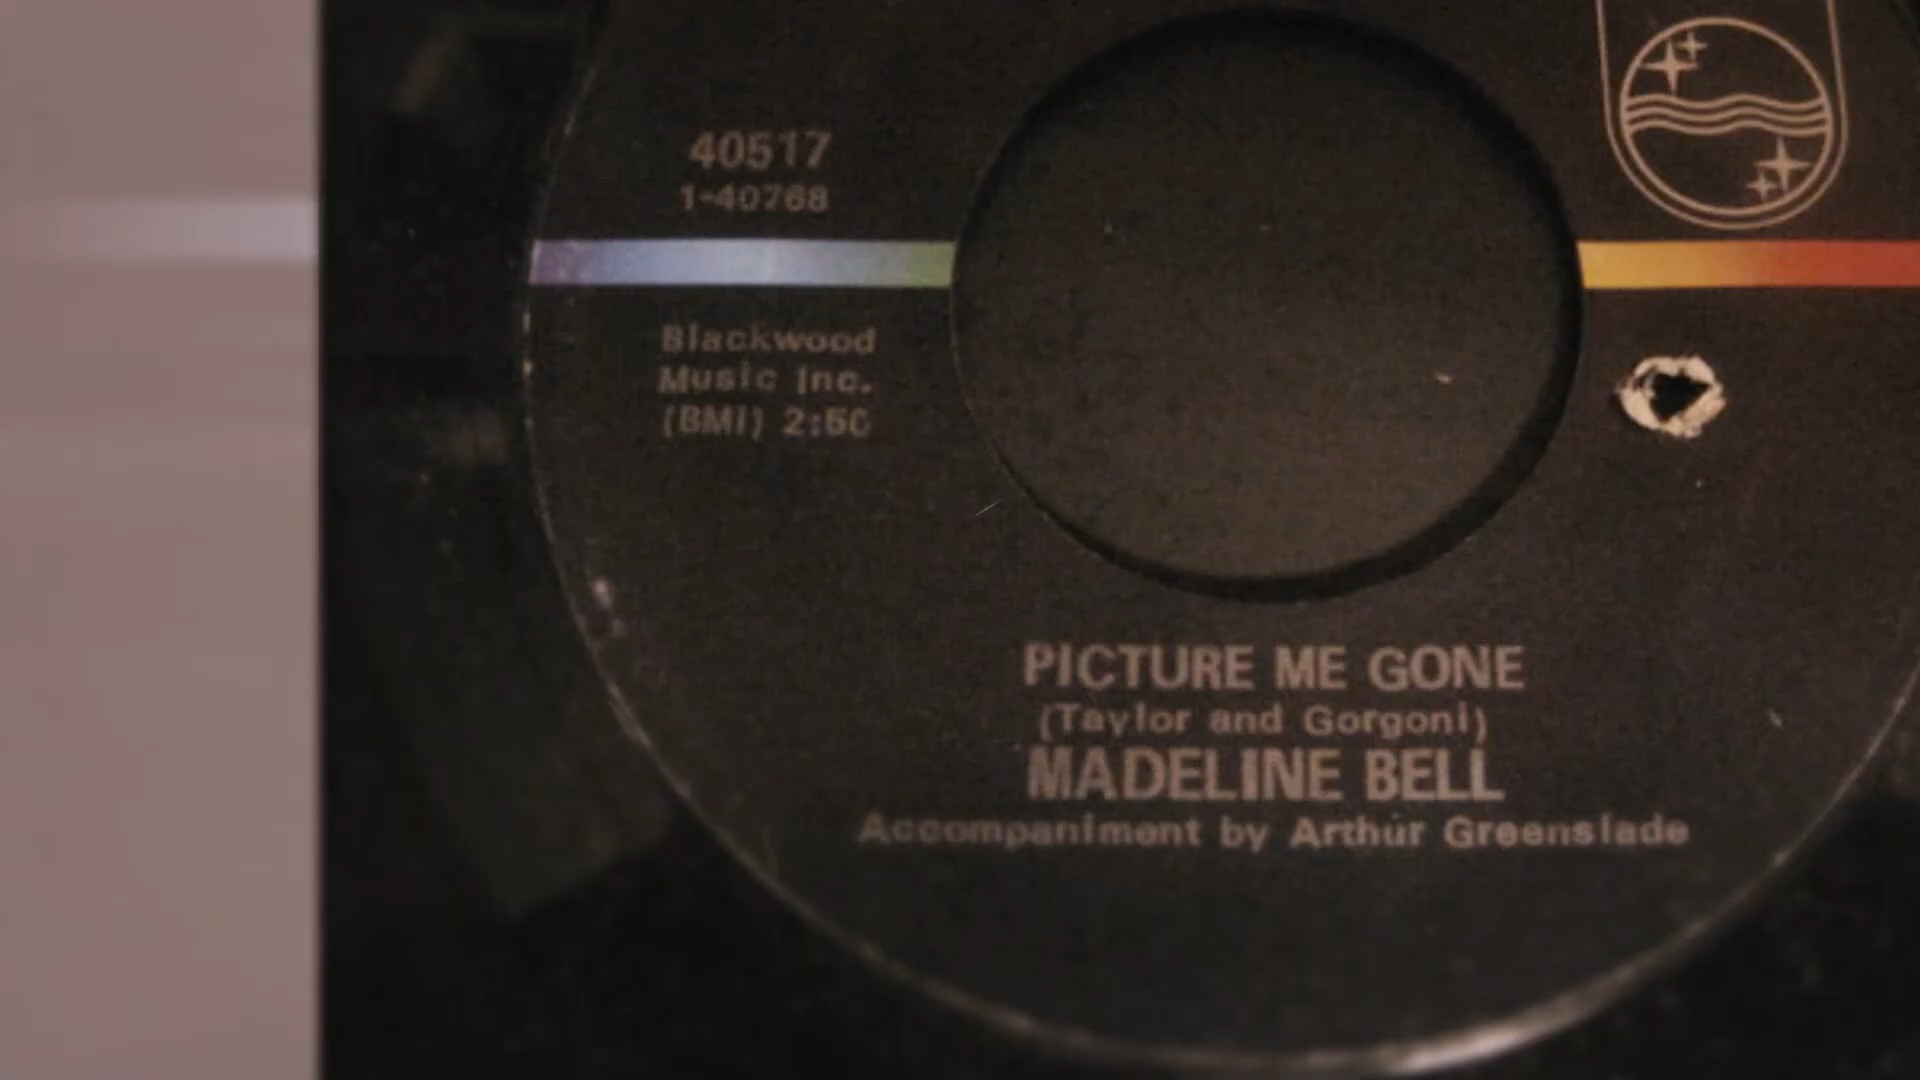 40517
1-40768
Blackwood
Music Inc.
(BMI) 2:50
PICTURE ME GONE
(Taylor and Gorgoni)
MADELINE BELL
Accompaniment by Arthur Greenslade